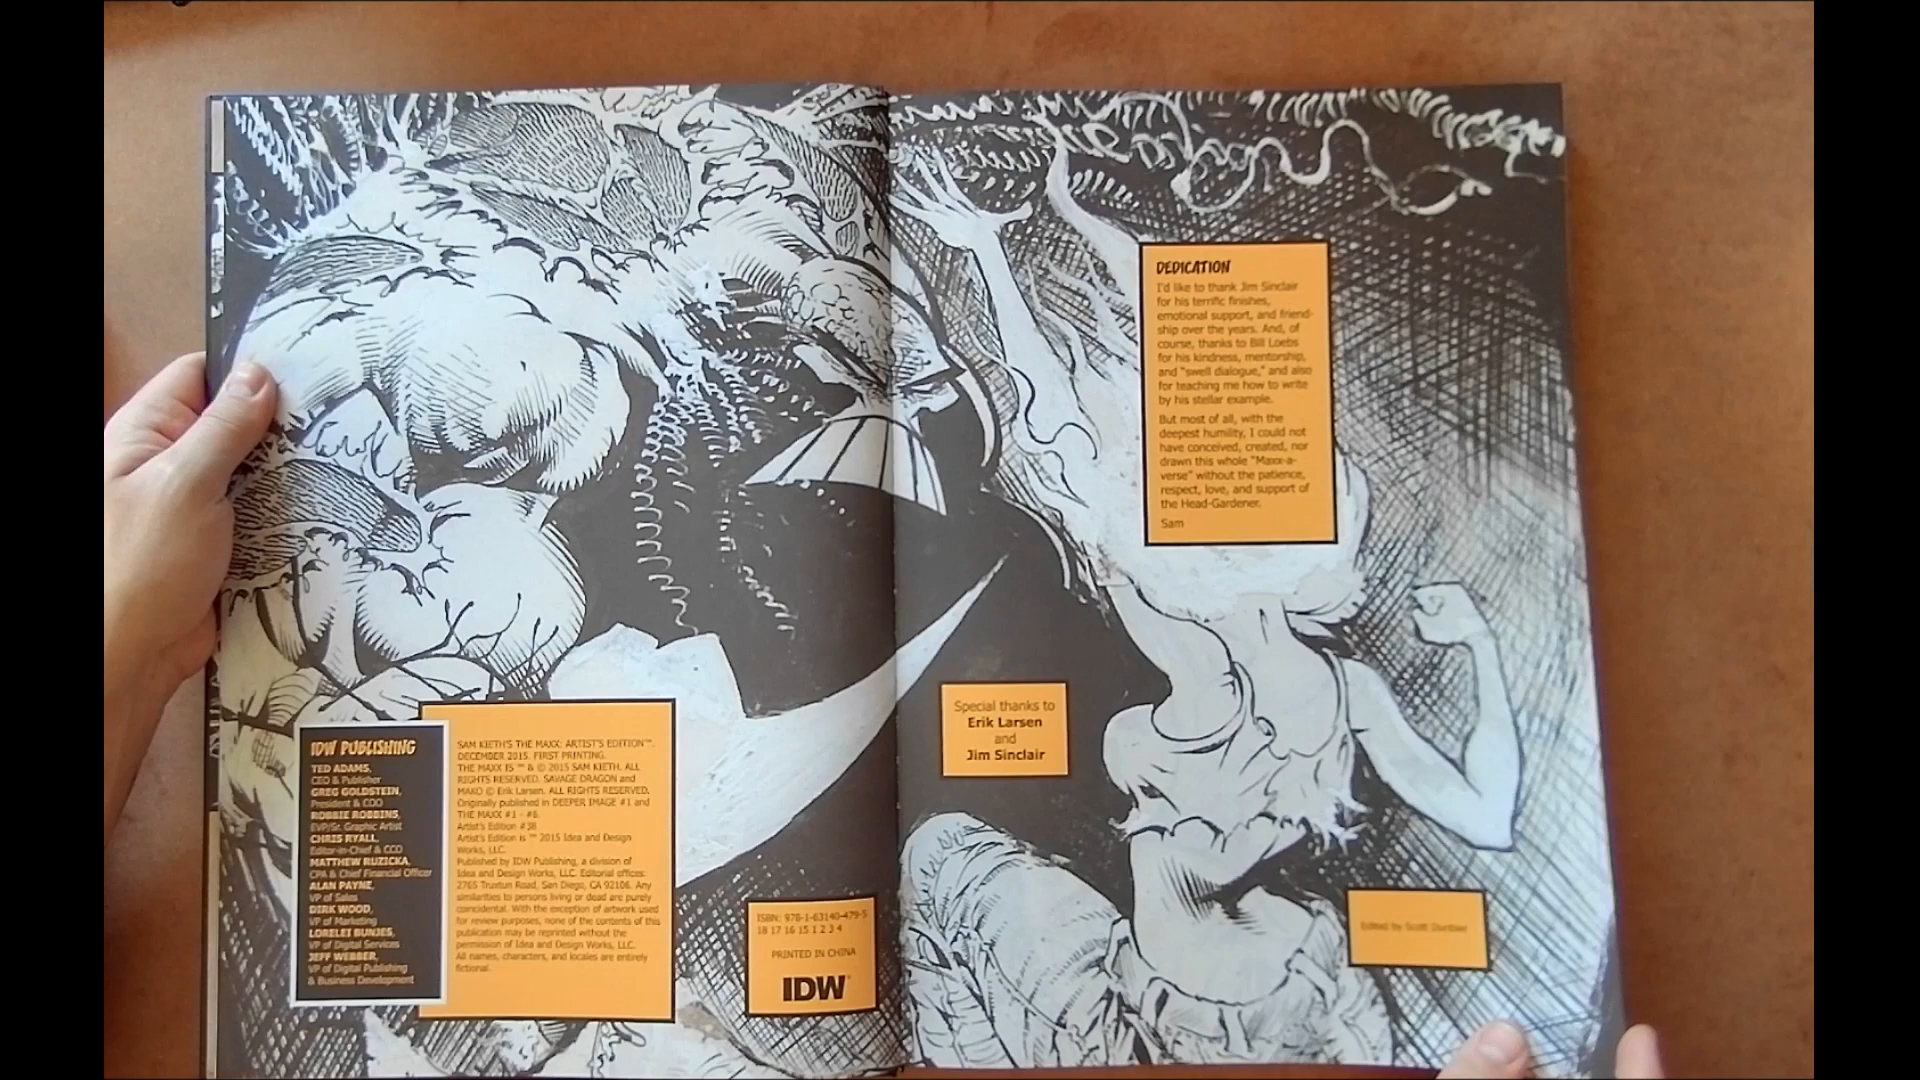 IDW PUBLISHING
TED ADAMS,
CEO & Publisher
GREG GOLDSTEIN,
President & COO
ROBBIE ROBBINS,
EVP/Sr. Graphic Artist
CHRIS RYALL,
Editor-in-Chief & CCO
MATTHEW RUZICKA,
CPA & Chief Financial Officer
ALAN PAYNE,
VP of Sales
DIRK WOOD,
VP of Marketing
LORELEI BUNJES,
VP of Digital Services
JEFF WEBBER,
VP of Digital Publishing
& Business Development
SAM KIETH'S THE MAXX: ARTIST'S EDITION™.
DECEMBER 2015. FIRST PRINTING.
THE MAXX IS ™ & © 2015 SAM KIETH. ALL
RIGHTS RESERVED. SAVAGE DRAGON and
MAKO © Erik Larsen. ALL RIGHTS RESERVED.
Originally published in DEEPER IMAGE #1 and
THE MAXX #1 - #6.
Artist's Edition #38
Artist's Edition is ™ 2015 Idea and Design
Works, LLC.
Published by IDW Publishing, a division of
Idea and Design Works, LLC. Editorial offices:
2765 Truxtun Road, San Diego, CA 92106. Any
similarities to persons living or dead are purely
coincidental. With the exception of artwork used
for review purposes, none of the contents of this
publication may be reprinted without the
permission of Idea and Design Works, LLC.
All names, characters, and locales are entirely
fictional.
ISBN: 978-1-63140-479-5
18 17 16 15 1 2 3 4
PRINTED IN CHINA
IDW
DEDICATION
I'd like to thank Jim Sinclair
for his terrific finishes,
emotional support, and friend-
ship over the years. And, of
course, thanks to Bill Loebs
for his kindness, mentorship,
and "swell dialogue," and also
for teaching me how to write
by his stellar example.
But most of all, with the
deepest humility, I could not
have conceived, created, nor
drawn this whole "Maxx-a-
verse" without the patience,
respect, love, and support of
the Head-Gardener.
Sam
Special thanks to
Erik Larsen
and
Jim Sinclair
Edited by Scott Dunbier